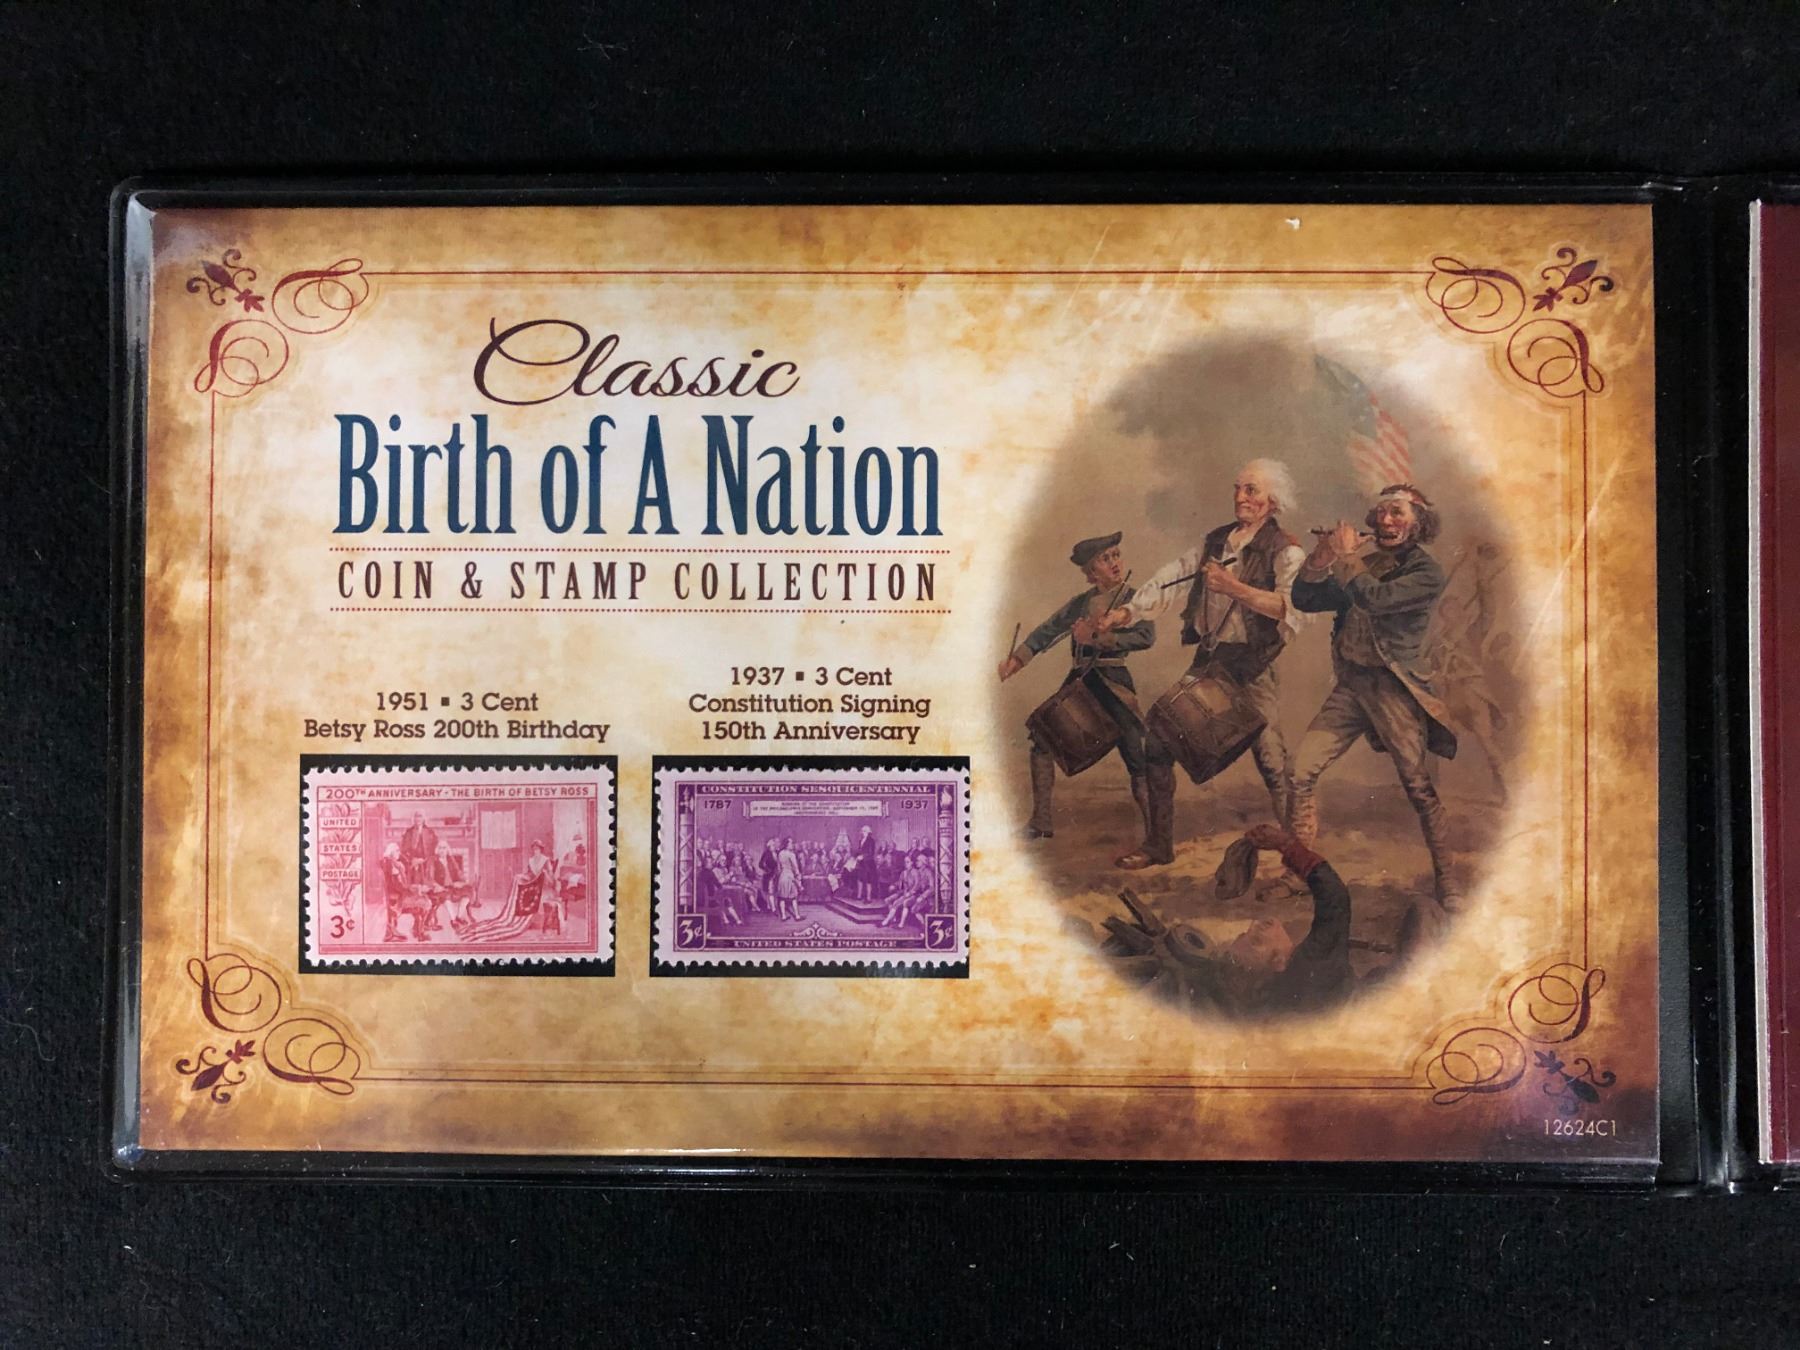 Classic
Birth of A Nation
COIN & STAMP COLLECTION
1951 ▪ 3 Cent
Betsy Ross 200th Birthday
1937 ▪ 3 Cent
Constitution Signing
150th Anniversary
200TH ANNIVERSARY - THE BIRTH OF BETSY ROSS
UNITED
STATES
POSTAGE
3¢
CONSTITUTION SESQUICENTENNIAL
1787 1937
3¢ 3¢
UNITED STATES POSTAGE
12624C1